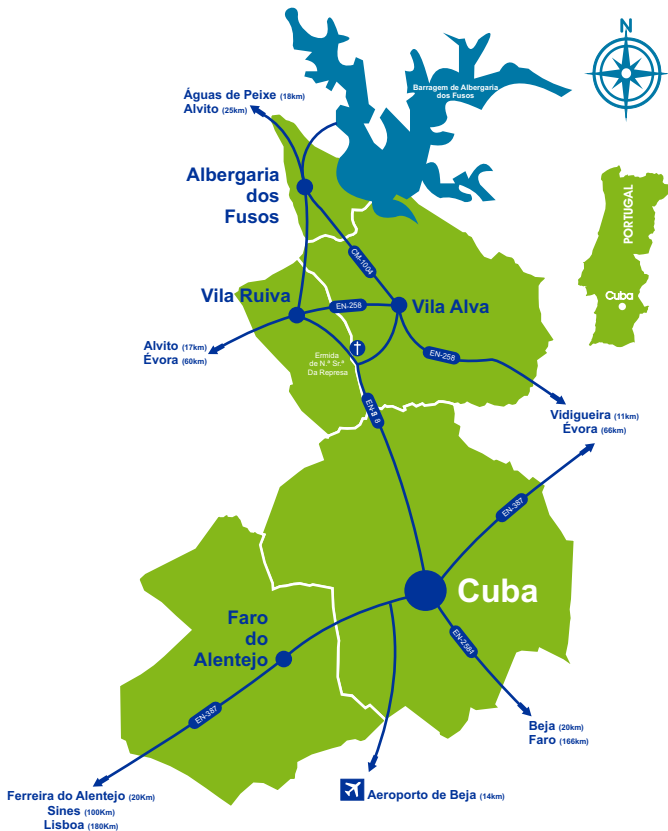 Barragem de Albergaria
dos Fusos
Águas de Peixe (18km)
Alvito (25km)
Albergaria
dos
Fusos
PORTUGAL
Cuba
CM-1004
Vila Ruiva
EN-258
Vila Alva
Alvito (17km)
Évora (60km)
Ermida
de N.ª Sr.ª
Da Represa
EN-258
Vidigueira (11km)
Évora (66km)
EN-387
Cuba
Faro
do
Alentejo
EN-2584
EN-387
Beja (20km)
Faro (166km)
Ferreira do Alentejo (20Km)
Sines (100Km)
Lisboa (180Km)
Aeroporto de Beja (14km)